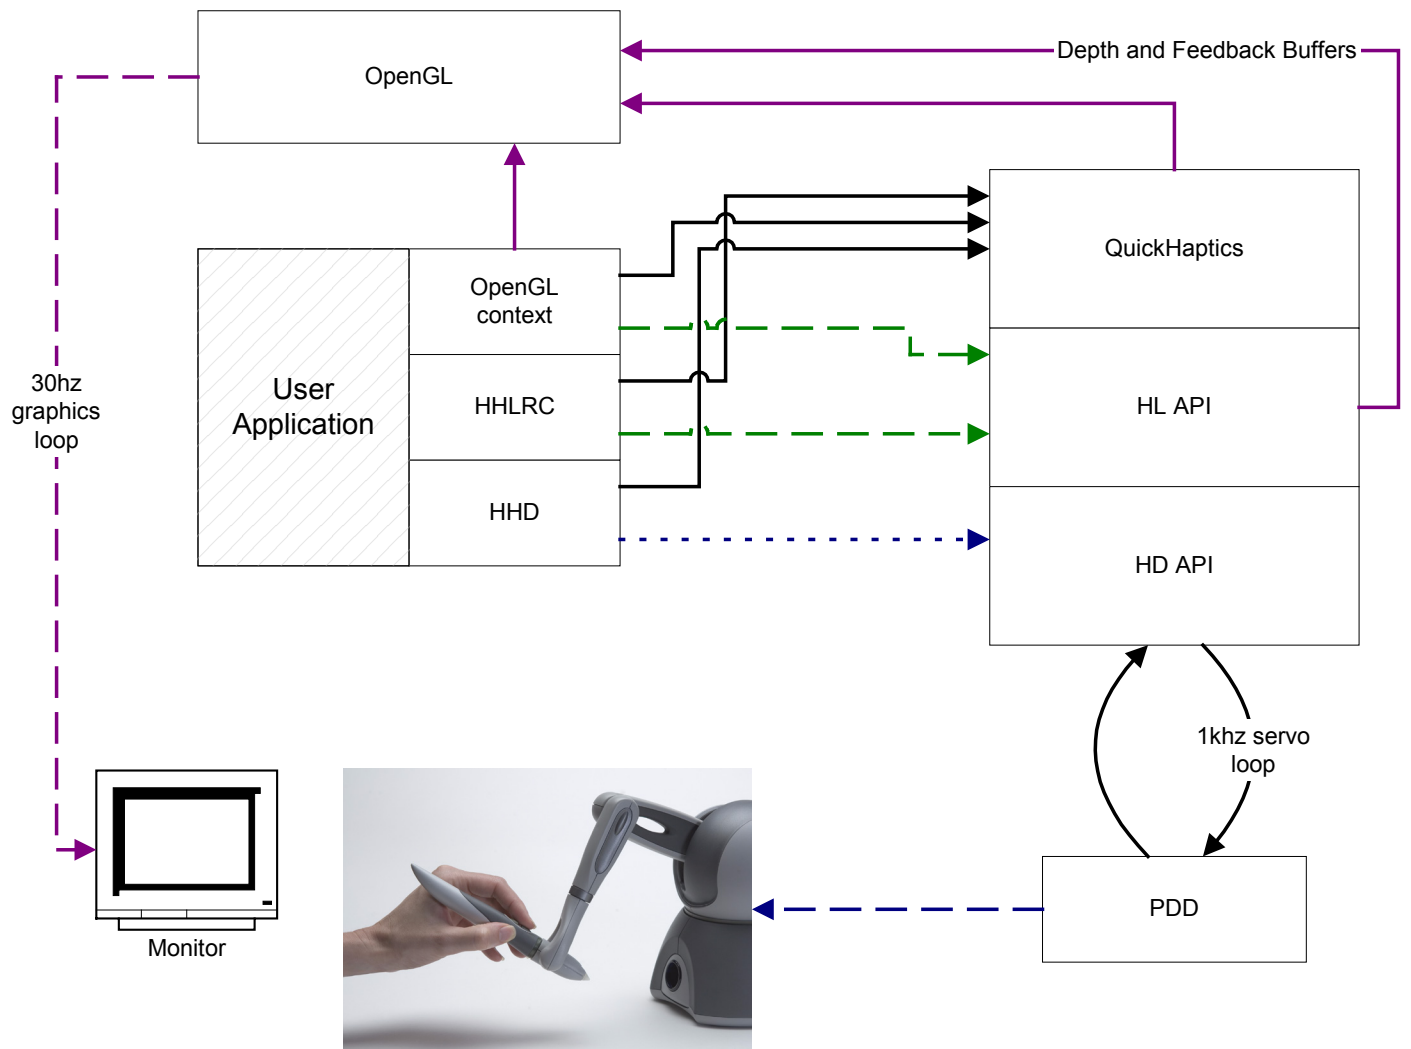 Depth and Feedback Buffers
OpenGL
QuickHaptics
OpenGL
context
User
Application
HHLRC
HL API
30hz
graphics
loop
HHD
HD API
1khz servo
loop
PDD
Monitor